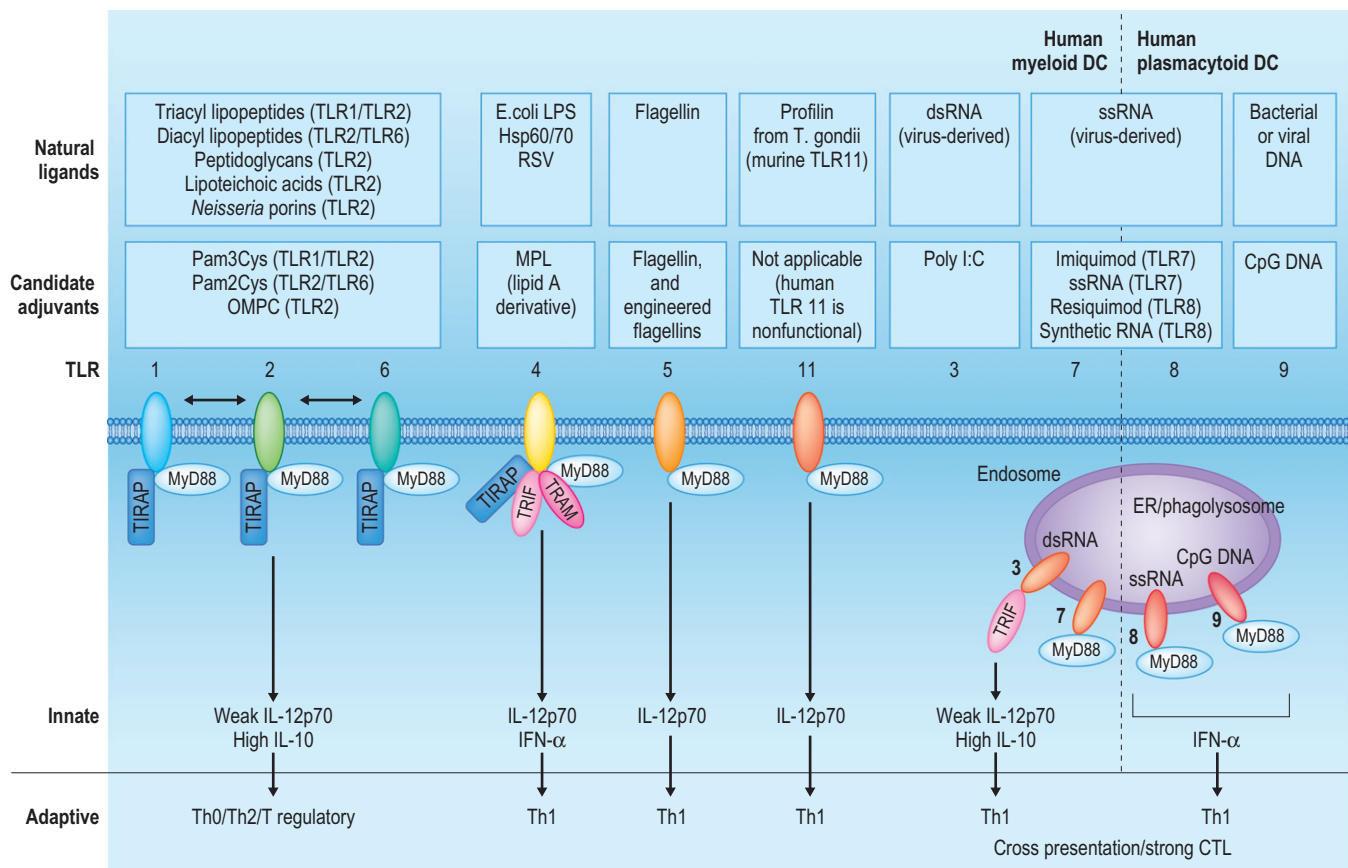 Human
myeloid DC
Human
plasmacytoid DC
Natural
ligands
Triacyl lipopeptides (TLR1/TLR2)
Diacyl lipopeptides (TLR2/TLR6)
Peptidoglycans (TLR2)
Lipoteichoic acids (TLR2)
Neisseria porins (TLR2)
E.coli LPS
Hsp60/70
RSV
Flagellin
Profilin
from T. gondii
(murine TLR11)
dsRNA
(virus-derived)
ssRNA
(virus-derived)
Bacterial
or viral
DNA
Candidate
adjuvants
Pam3Cys (TLR1/TLR2)
Pam2Cys (TLR2/TLR6)
OMPC (TLR2)
MPL
(lipid A
derivative)
Flagellin,
and
engineered
flagellins
Not applicable
(human
TLR 11 is
nonfunctional)
Poly I:C
Imiquimod (TLR7)
ssRNA (TLR7)
Resiquimod (TLR8)
Synthetic RNA (TLR8)
CpG DNA
TLR
1
2
6
4
5
11
3
7
8
9
TIRAP
MyD88
TIRAP
MyD88
TIRAP
MyD88
TIRAP
TRIF
TRAM
MyD88
MyD88
MyD88
Endosome
ER/phagolysosome
dsRNA
CpG DNA
ssRNA
3
TRIF
7
MyD88
8
MyD88
9
MyD88
Innate
Weak IL-12p70
High IL-10
IL-12p70
IFN-α
IL-12p70
IL-12p70
Weak IL-12p70
High IL-10
IFN-α
Adaptive
Th0/Th2/T regulatory
Th1
Th1
Th1
Th1
Th1
Cross presentation/strong CTL